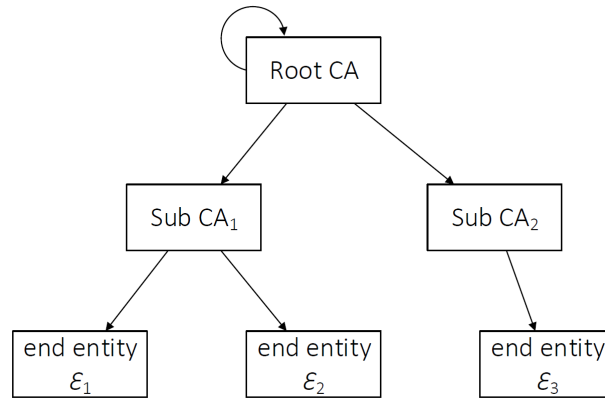 Root CA
Sub CA₁
Sub CA₂
end entity
ℰ₁
end entity
ℰ₂
end entity
ℰ₃